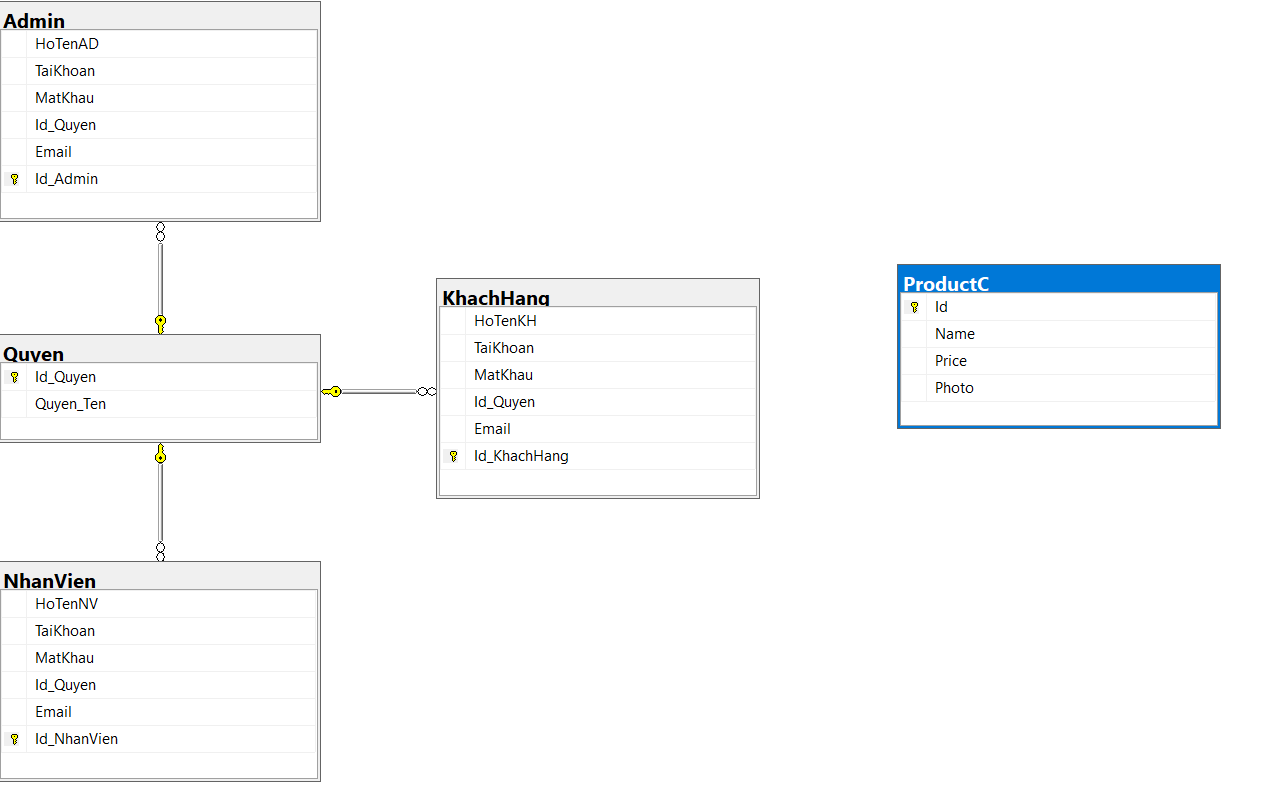 Admin
HoTenAD
TaiKhoan
MatKhau
Id_Quyen
Email
Id_Admin
Quyen
Id_Quyen
Quyen_Ten
NhanVien
HoTenNV
TaiKhoan
MatKhau
Id_Quyen
Email
Id_NhanVien
KhachHang
HoTenKH
TaiKhoan
MatKhau
Id_Quyen
Email
Id_KhachHang
ProductC
Id
Name
Price
Photo